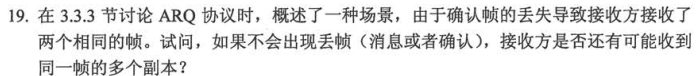 19. 在 3.3.3 节讨论 ARQ 协议时，概述了一种场景，由于确认帧的丢失导致接收方接收了
两个相同的帧。试问，如果不会出现丢帧（消息或者确认），接收方是否还有可能收到
同一帧的多个副本？